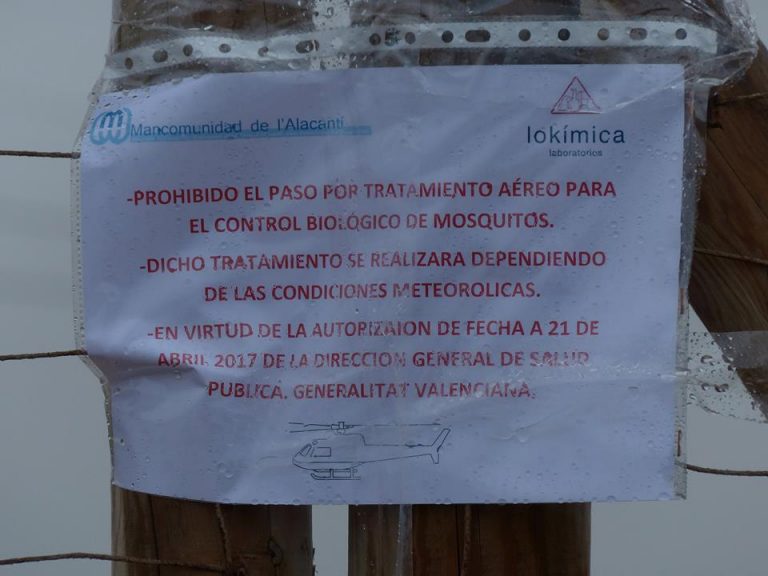 Mancomunidad de l'Alacantí
lokímica
laboratorios
-PROHIBIDO EL PASO POR TRATAMIENTO AÉREO PARA
EL CONTROL BIOLÓGICO DE MOSQUITOS.
-DICHO TRATAMIENTO SE REALIZARA DEPENDIENDO
DE LAS CONDICIONES METEOROLICAS.
-EN VIRTUD DE LA AUTORIZAION DE FECHA A 21 DE
ABRIL 2017 DE LA DIRECCION GENERAL DE SALUD
PUBLICA. GENERALITAT VALENCIANA.